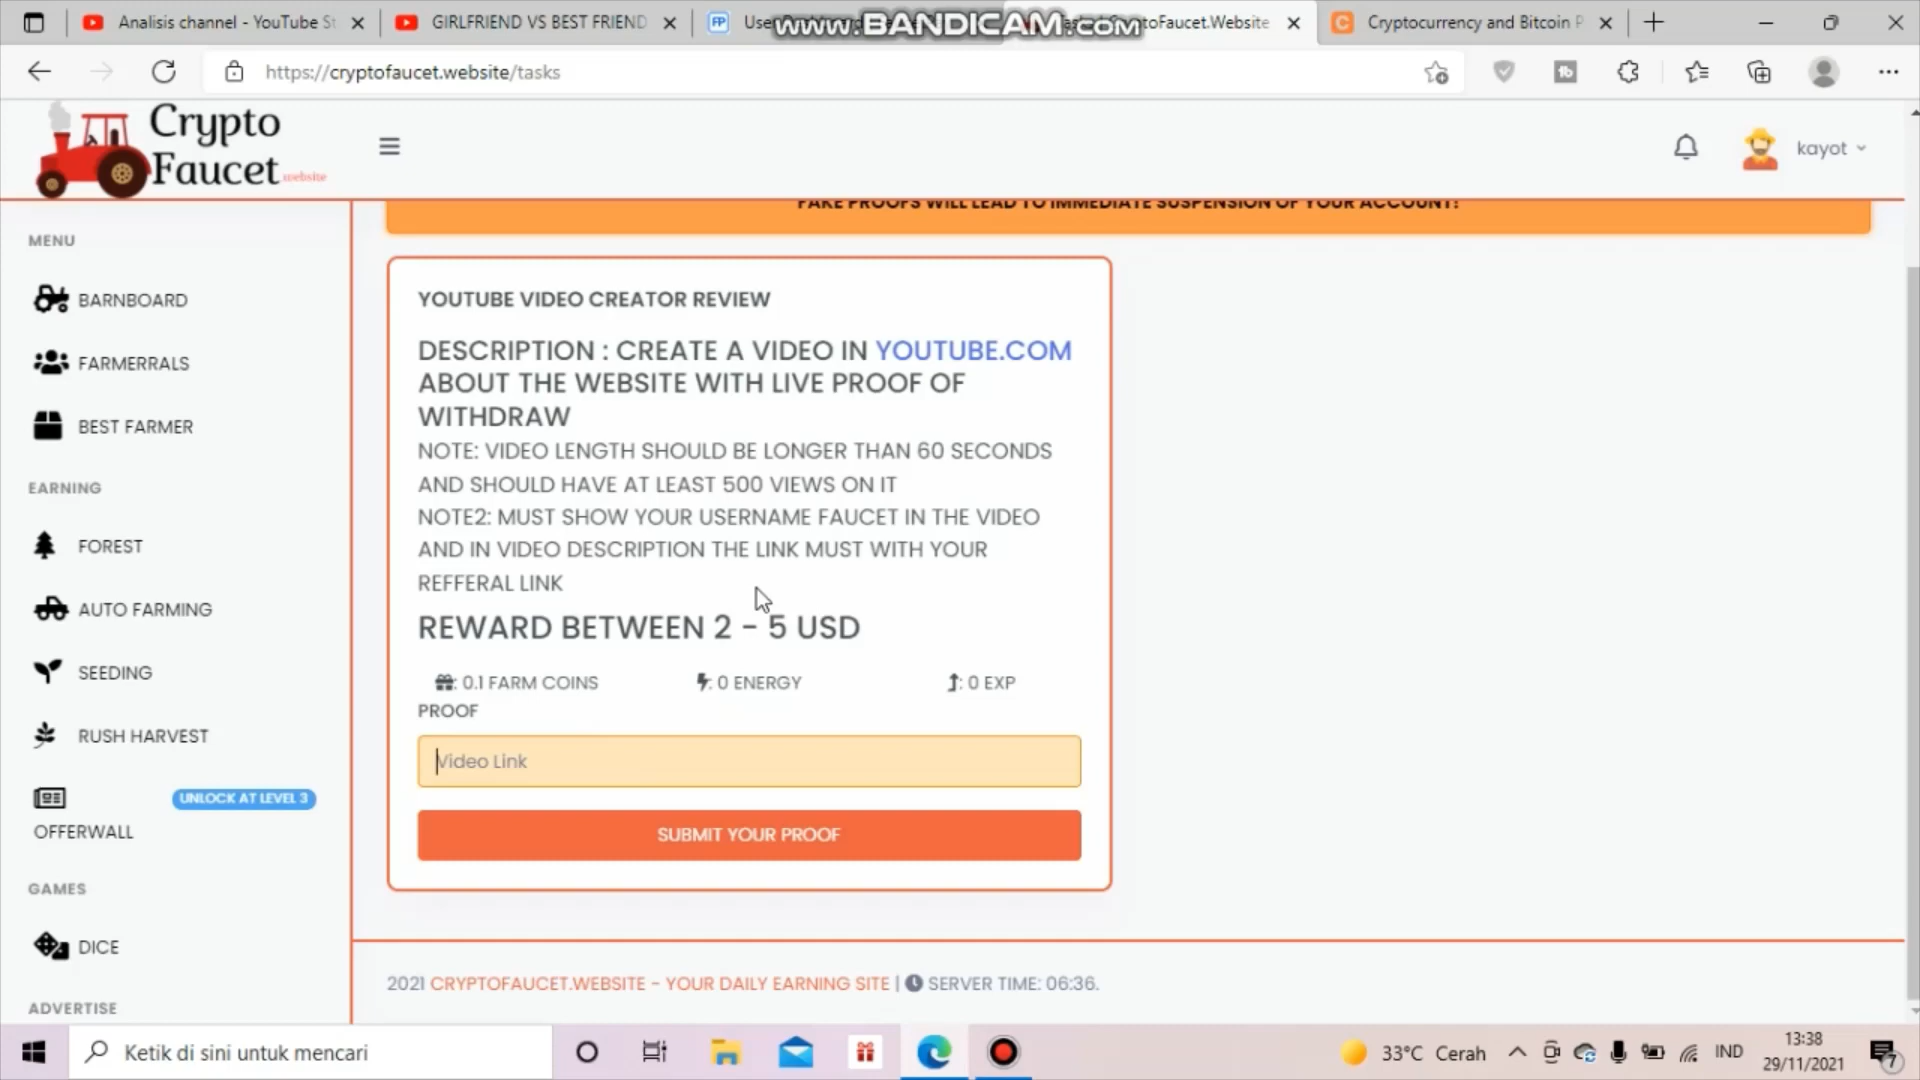 Analisis channel - YouTube St
GIRLFRIEND VS BEST FRIEND
CryptoFaucet.Website
Cryptocurrency and Bitcoin P
www.BANDICAM.com
https://cryptofaucet.website/tasks
Crypto
Faucet.website
kayot
FAKE PROOFS WILL LEAD TO IMMEDIATE SUSPENSION OF YOUR ACCOUNT!
MENU
BARNBOARD
FARMERRALS
BEST FARMER
EARNING
FOREST
AUTO FARMING
SEEDING
RUSH HARVEST
UNLOCK AT LEVEL 3
OFFERWALL
GAMES
DICE
ADVERTISE
YOUTUBE VIDEO CREATOR REVIEW
DESCRIPTION : CREATE A VIDEO IN YOUTUBE.COM
ABOUT THE WEBSITE WITH LIVE PROOF OF
WITHDRAW
NOTE: VIDEO LENGTH SHOULD BE LONGER THAN 60 SECONDS
AND SHOULD HAVE AT LEAST 500 VIEWS ON IT
NOTE2: MUST SHOW YOUR USERNAME FAUCET IN THE VIDEO
AND IN VIDEO DESCRIPTION THE LINK MUST WITH YOUR
REFFERAL LINK
REWARD BETWEEN 2 - 5 USD
: 0.1 FARM COINS
: 0 ENERGY
: 0 EXP
PROOF
Video Link
SUBMIT YOUR PROOF
2021 CRYPTOFAUCET.WEBSITE - YOUR DAILY EARNING SITE | SERVER TIME: 06:36.
Ketik di sini untuk mencari
33°C Cerah
IND
13:38
29/11/2021
7